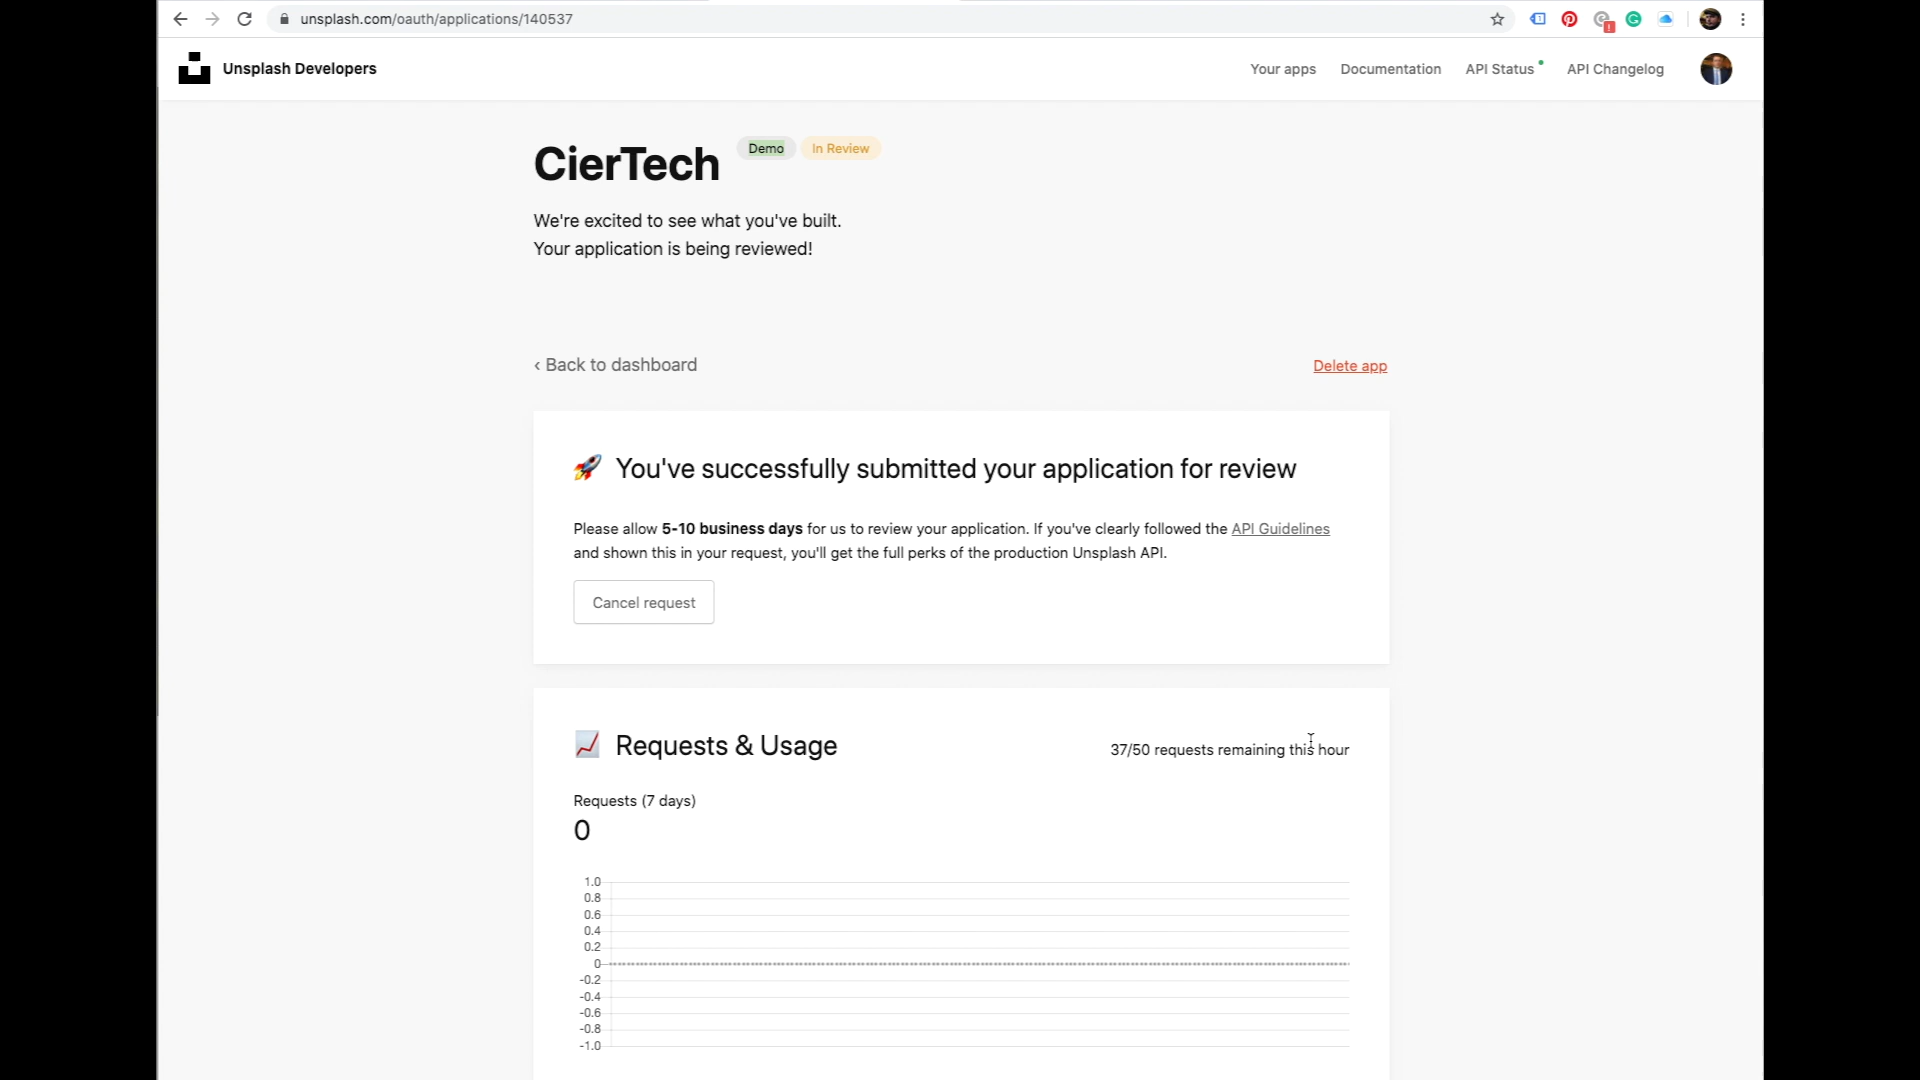 unsplash.com/oauth/applications/140537
Unsplash Developers
Your apps
Documentation
API Status
API Changelog
CierTech
Demo
In Review
We're excited to see what you've built.
Your application is being reviewed!
‹ Back to dashboard
Delete app
🚀 You've successfully submitted your application for review
Please allow 5-10 business days for us to review your application. If you've clearly followed the API Guidelines
and shown this in your request, you'll get the full perks of the production Unsplash API.
Cancel request
📈 Requests & Usage
37/50 requests remaining this hour
Requests (7 days)
0
1.0
0.8
0.6
0.4
0.2
0
-0.2
-0.4
-0.6
-0.8
-1.0